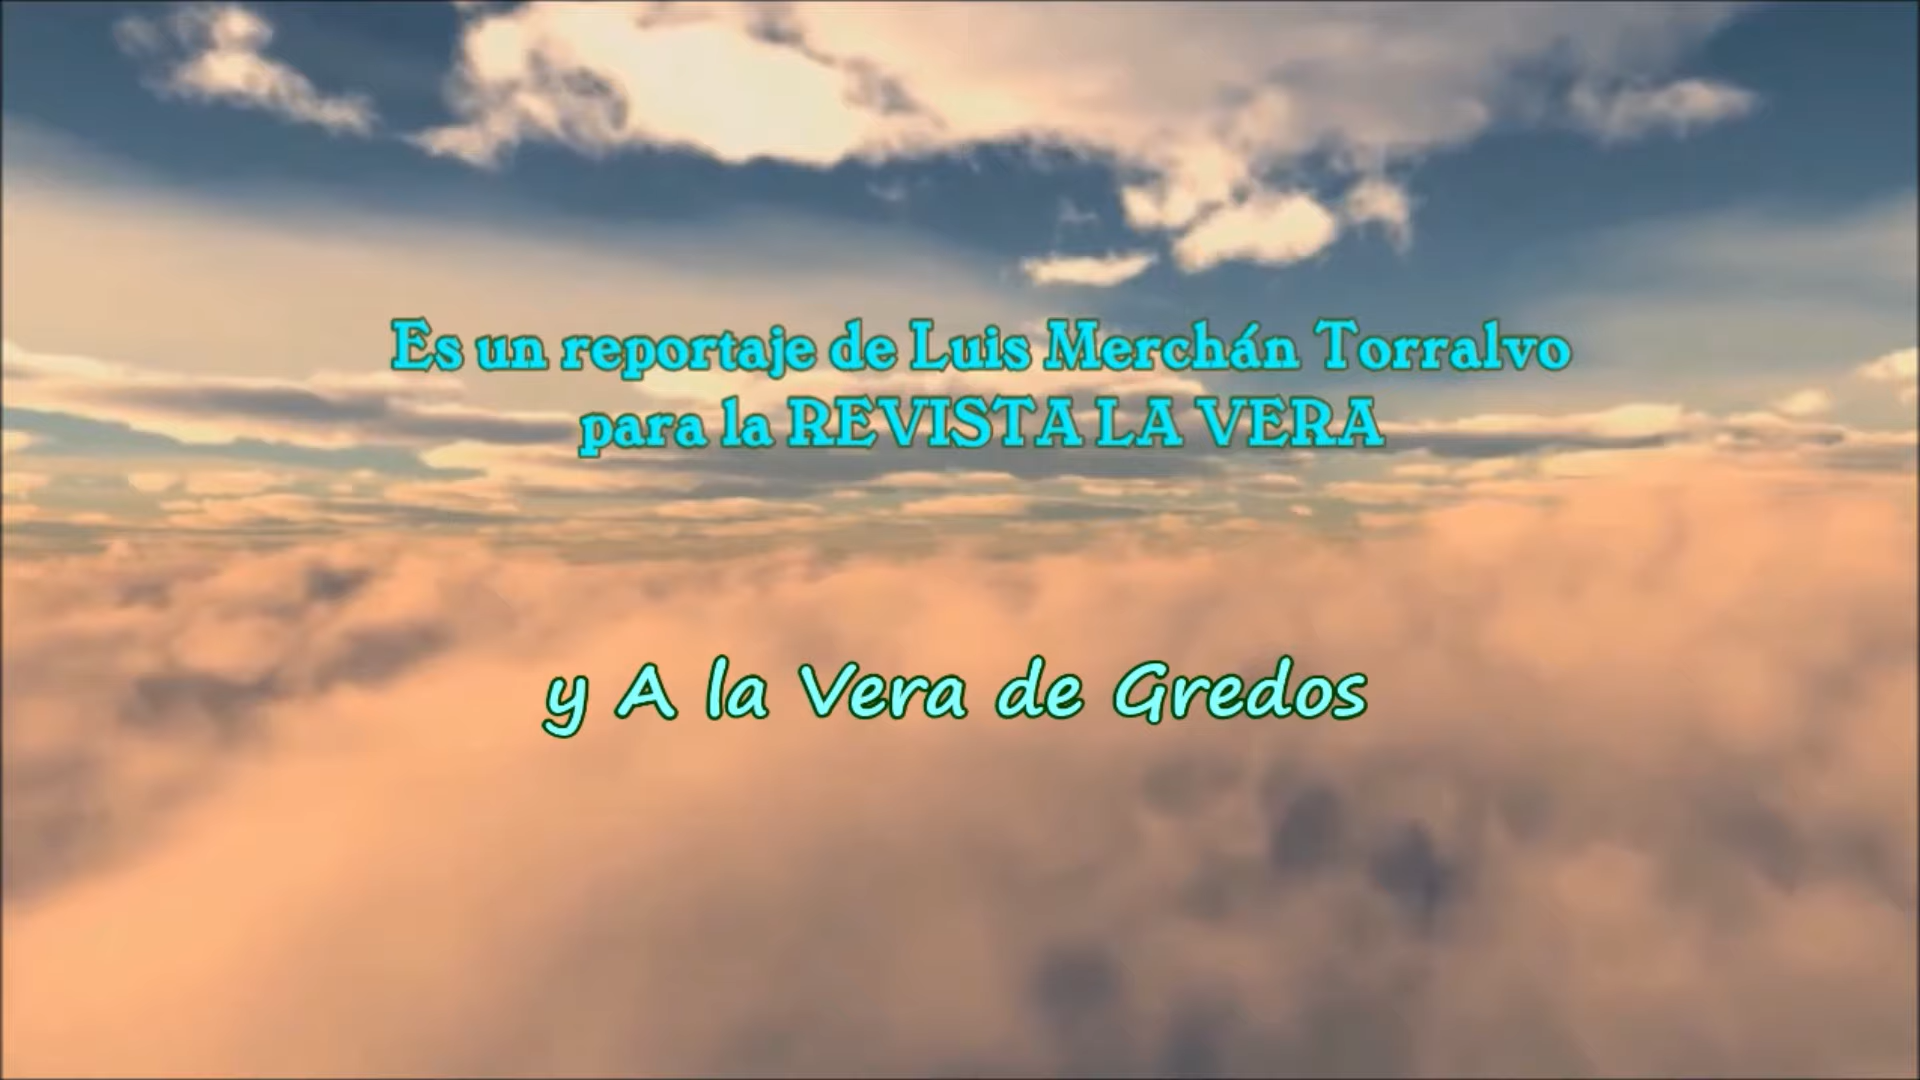 Es un reportaje de Luis Merchán Torralvo
para la REVISTA LA VERA
y A la Vera de Gredos